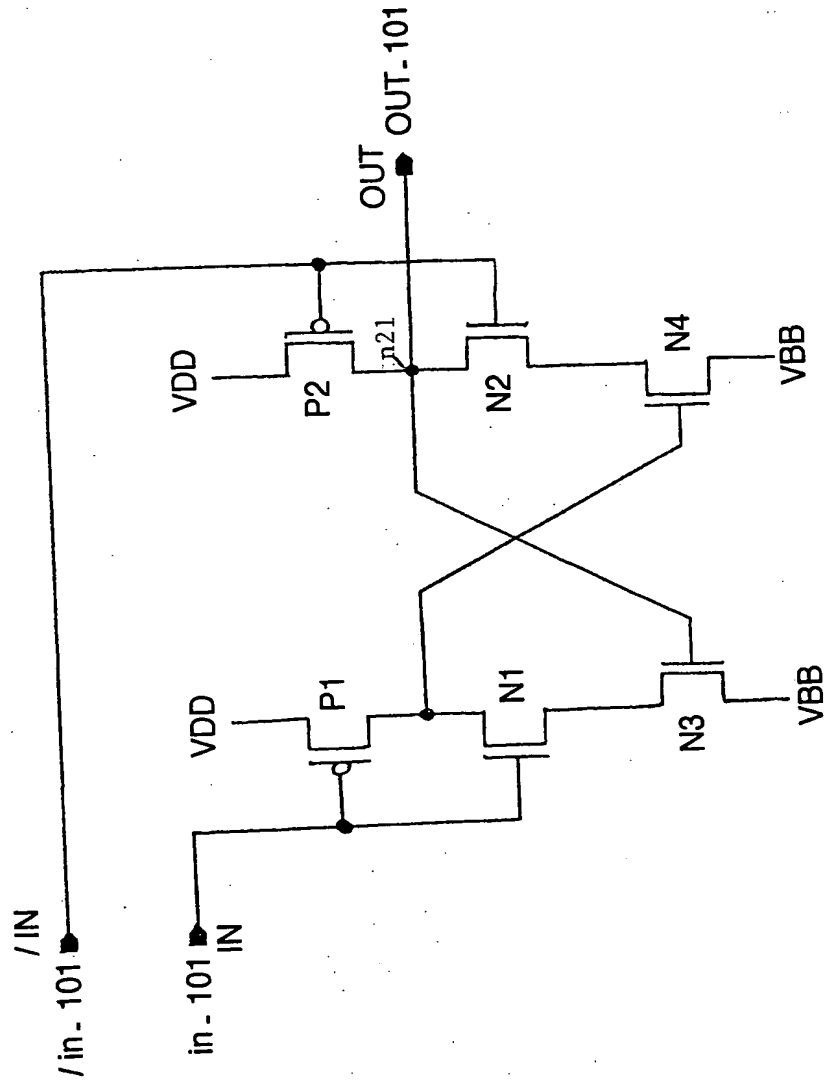 / IN
/ in - 101
in - 101
IN
VDD
P1
N1
N3
VBB
VDD
P2
n21
N2
N4
VBB
OUT
OUT - 101